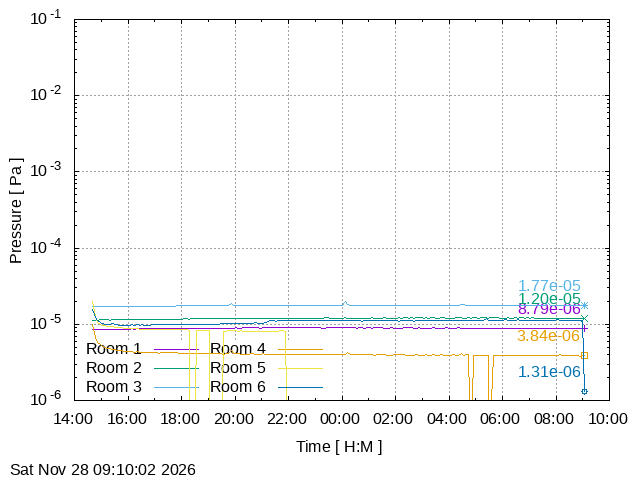 10^-1
10^-2
10^-3
10^-4
10^-5
10^-6
Pressure [ Pa ]
1.77e-05
1.20e-05
8.79e-06
3.84e-06
1.31e-06
Room 1 Room 4
Room 2 Room 5
Room 3 Room 6
14:00 16:00 18:00 20:00 22:00 00:00 02:00 04:00 06:00 08:00 10:00
Time [ H:M ]
Sat Nov 28 09:10:02 2026